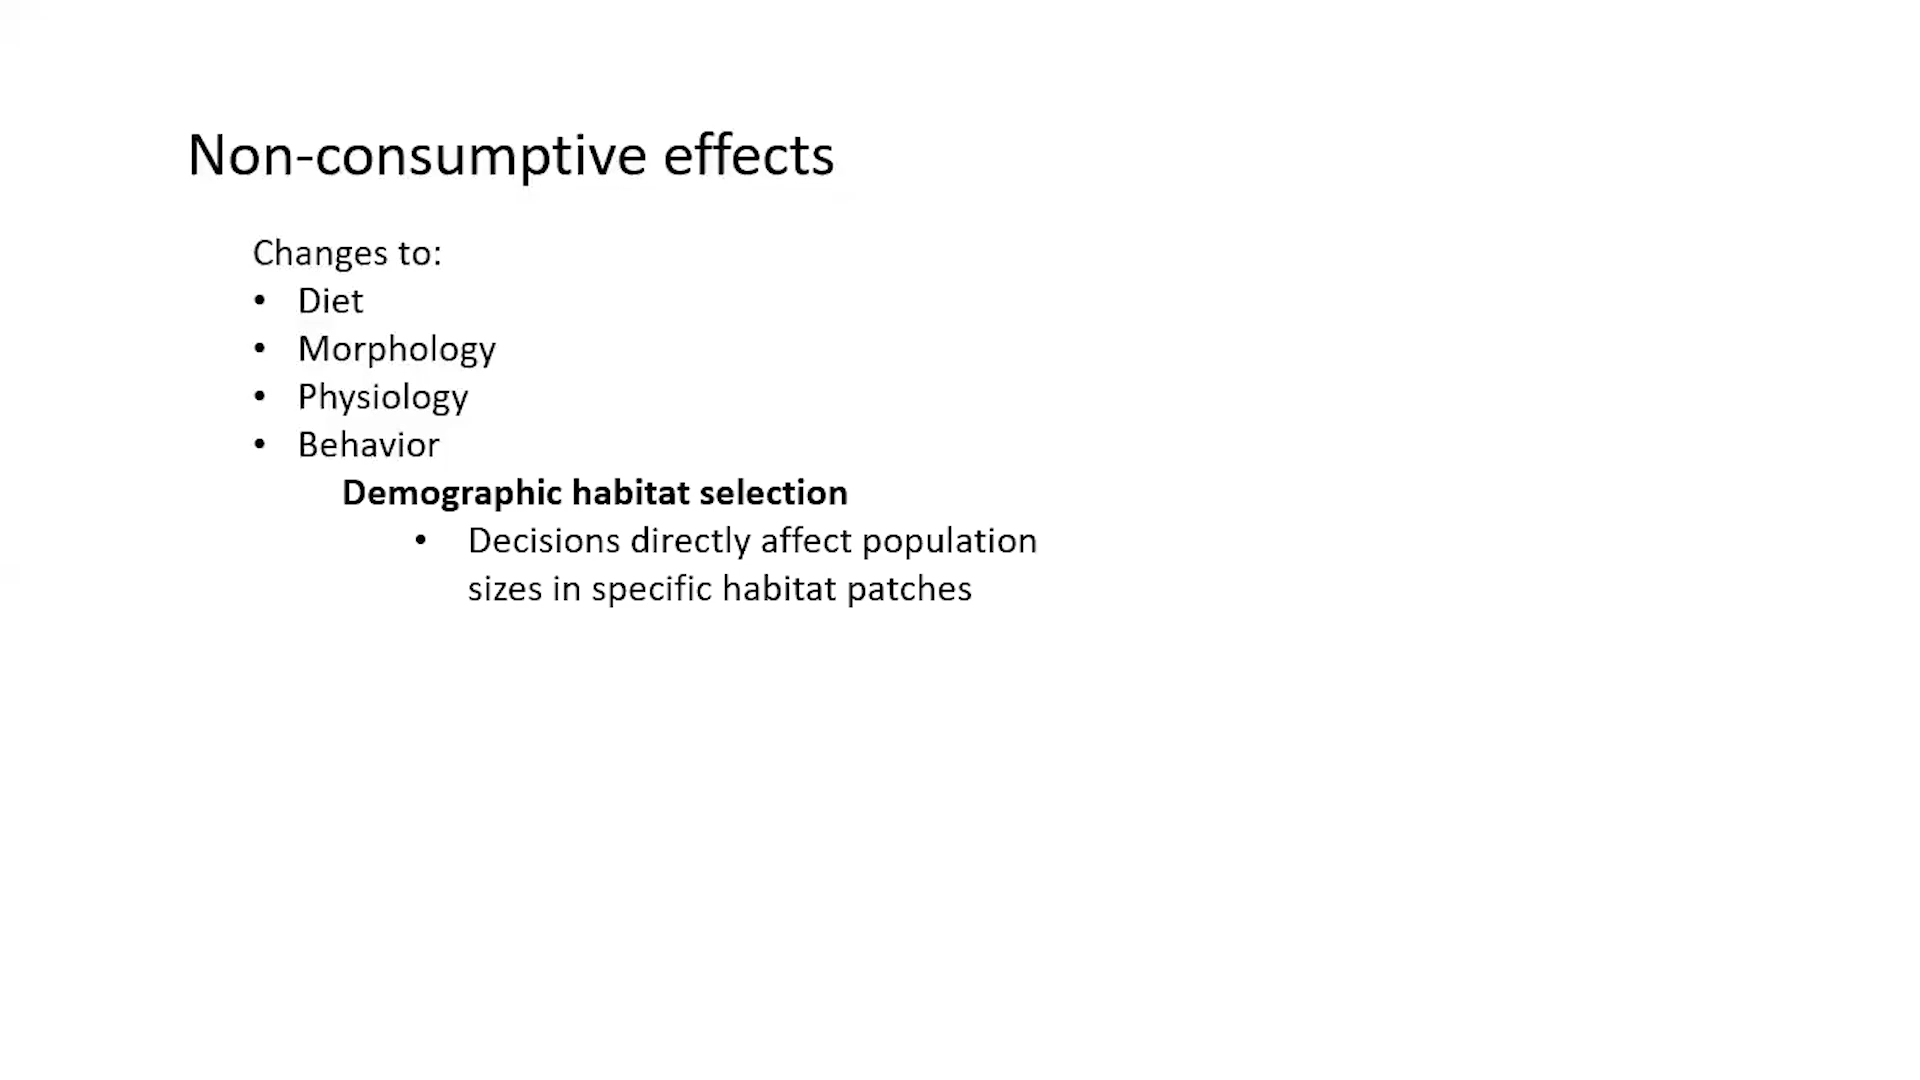 Non-consumptive effects
Changes to:
• Diet
• Morphology
• Physiology
• Behavior
Demographic habitat selection
• Decisions directly affect population
sizes in specific habitat patches